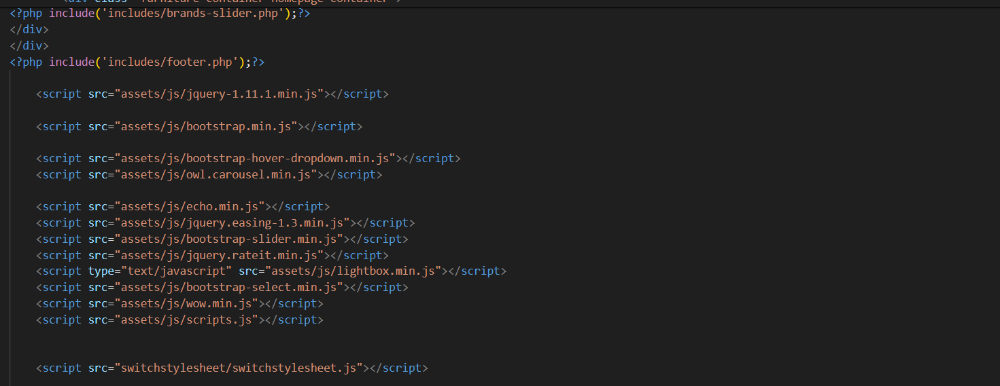 <div class="furniture-container homepage-container">
<?php include('includes/brands-slider.php');?>
</div>
</div>
<?php include('includes/footer.php');?>
<script src="assets/js/jquery-1.11.1.min.js"></script>
<script src="assets/js/bootstrap.min.js"></script>
<script src="assets/js/bootstrap-hover-dropdown.min.js"></script>
<script src="assets/js/owl.carousel.min.js"></script>
<script src="assets/js/echo.min.js"></script>
<script src="assets/js/jquery.easing-1.3.min.js"></script>
<script src="assets/js/bootstrap-slider.min.js"></script>
<script src="assets/js/jquery.rateit.min.js"></script>
<script type="text/javascript" src="assets/js/lightbox.min.js"></script>
<script src="assets/js/bootstrap-select.min.js"></script>
<script src="assets/js/wow.min.js"></script>
<script src="assets/js/scripts.js"></script>
<script src="switchstylesheet/switchstylesheet.js"></script>